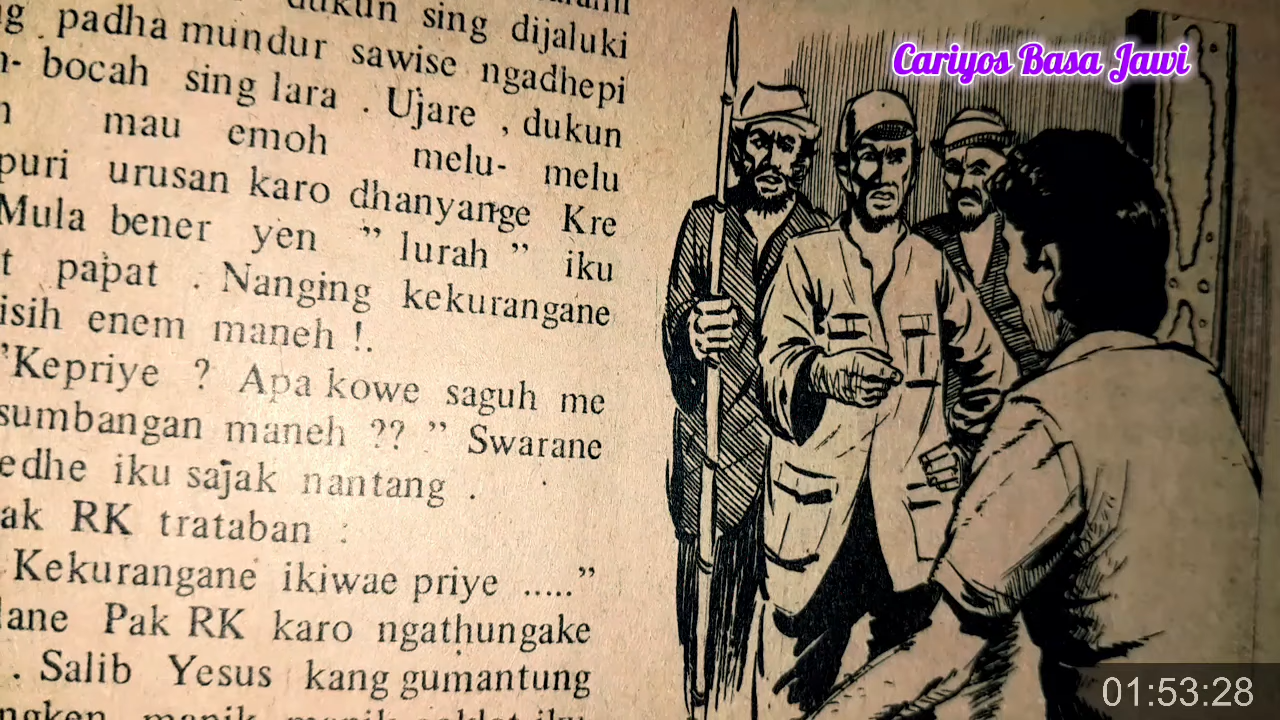 dukun sing dijaluki
padha mundur sawise ngadhepi
n- bocah sing lara . Ujare , dukun
n mau emoh melu- melu
puri urusan karo dhanyange Kre
Mula bener yen ” lurah ” iku
t papat . Nanging kekurangane
isih enem maneh !.
”Kepriye ? Apa kowe saguh me
sumbangan maneh ?? ” Swarane
edhe iku sajak nantang .
ak RK trataban :
Kekurangane ikiwae priye .....”
lane Pak RK karo ngathungake
. Salib Yesus kang gumantung
Cariyos Basa Jawi
01:53:28